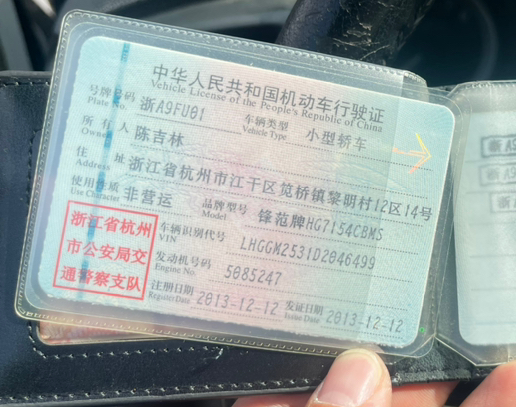 中华人民共和国机动车行驶证
Vehicle License of the People's Republic of China
号牌号码 浙A9FU01 车辆类型 小型轿车
Plate No. Vehicle Type
所有人 陈吉林
Owner
住址 浙江省杭州市江干区笕桥镇黎明村12区14号
Address
使用性质 非营运 品牌型号 锋范牌HG7154CBMS
Use Character Model
浙江省杭州
市公安局交
通警察支队
车辆识别代号 LHGGM2531D2046499
VIN
发动机号码 5085247
Engine No.
注册日期 2013-12-12 发证日期 2013-12-12
Register Date Issue Date